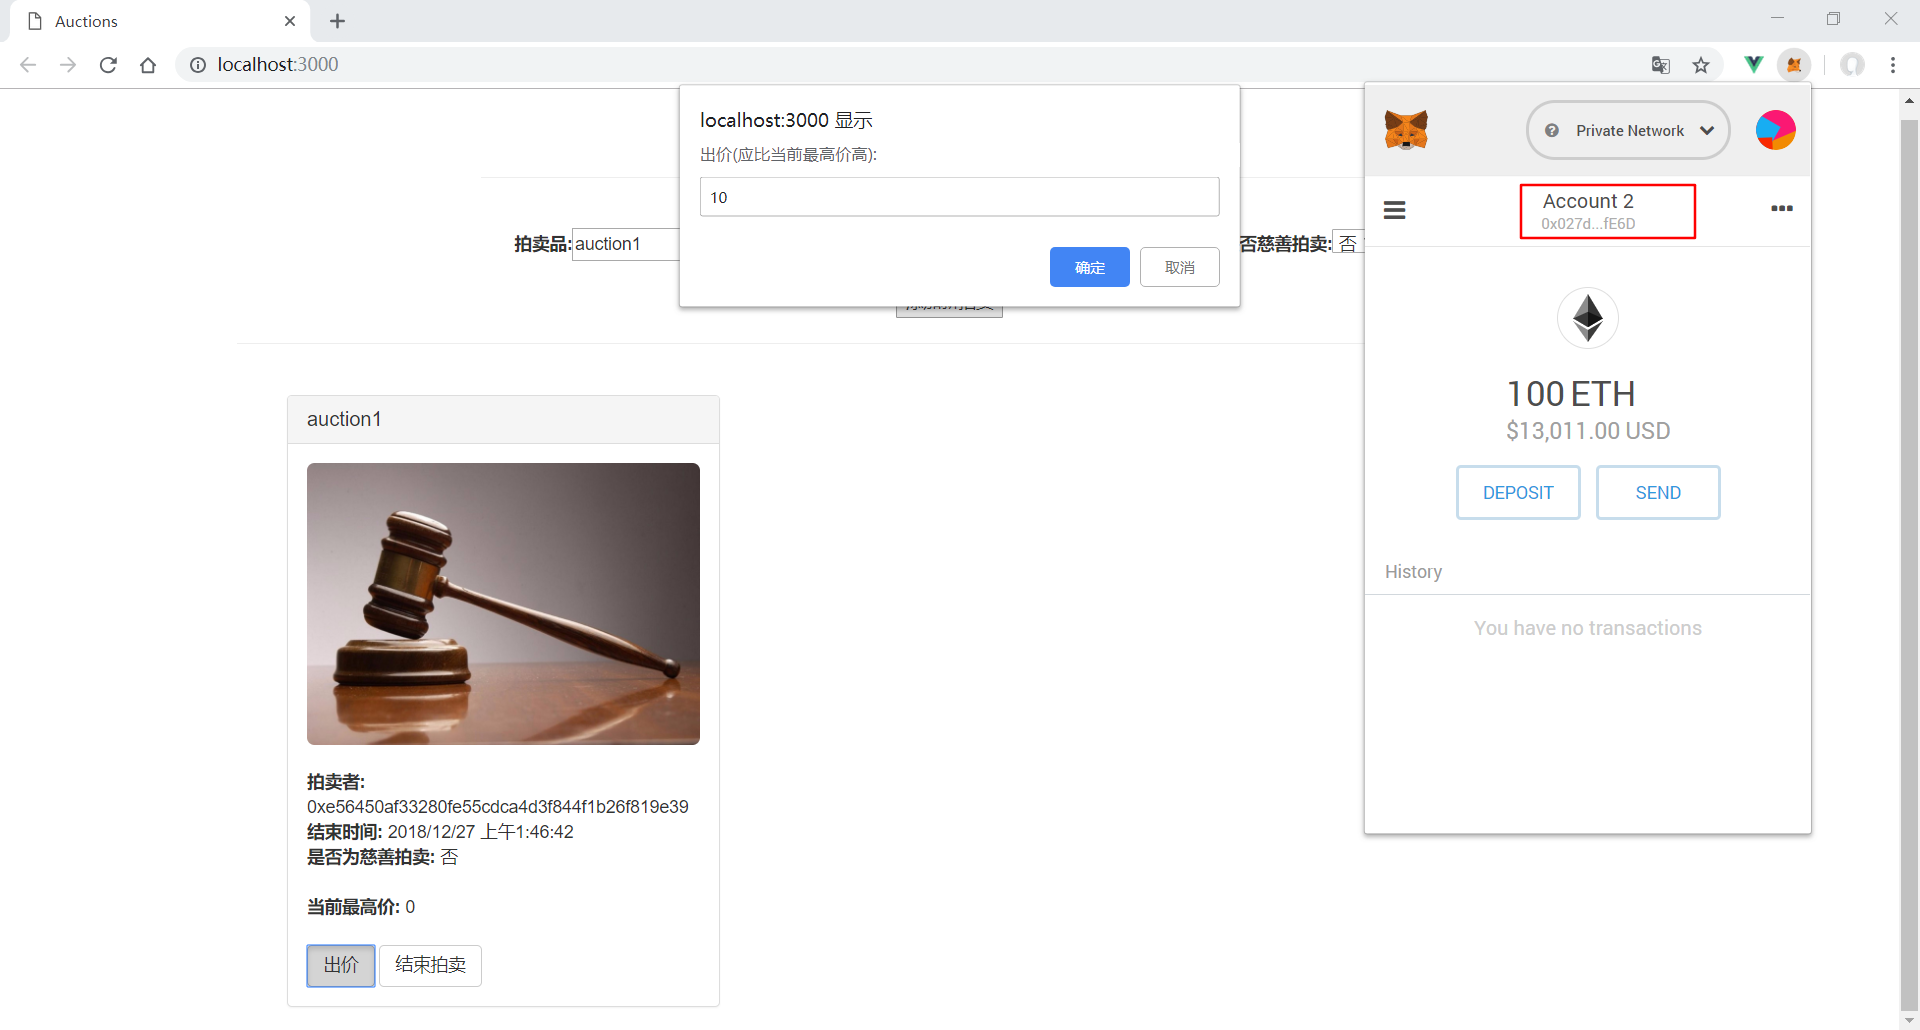 Auctions
localhost:3000
localhost:3000 显示
出价(应比当前最高价高):
10
确定
取消
拍卖品:
auction1
否慈善拍卖:
否
Private Network
Account 2
0x027d...fE6D
100 ETH
$13,011.00 USD
DEPOSIT
SEND
History
You have no transactions
auction1
拍卖者:
0xe56450af33280fe55cdca4d3f844f1b26f819e39
结束时间: 2018/12/27 上午1:46:42
是否为慈善拍卖: 否
当前最高价: 0
出价
结束拍卖